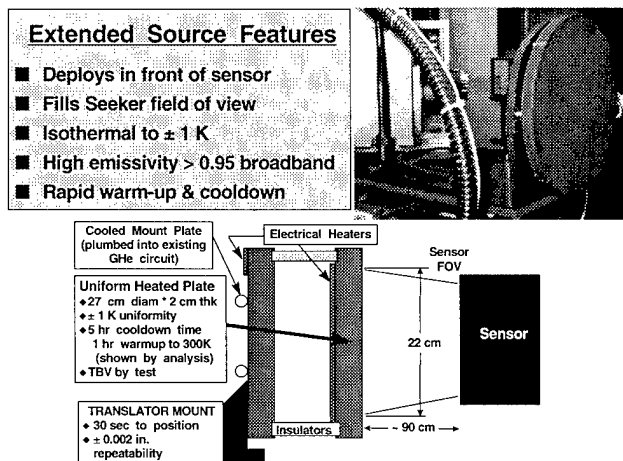 Extended Source Features
■ Deploys in front of sensor
■ Fills Seeker field of view
■ Isothermal to ± 1 K
■ High emissivity > 0.95 broadband
■ Rapid warm-up & cooldown
Cooled Mount Plate
(plumbed into existing
GHe circuit)
Electrical Heaters
Sensor
FOV
Uniform Heated Plate
◆27 cm diam * 2 cm thk
◆± 1 K uniformity
◆5 hr cooldown time
1 hr warmup to 300K
(shown by analysis)
◆TBV by test
22 cm
Sensor
TRANSLATOR MOUNT
◆ 30 sec to position
◆ ± 0.002 in.
repeatability
Insulators
~ 90 cm